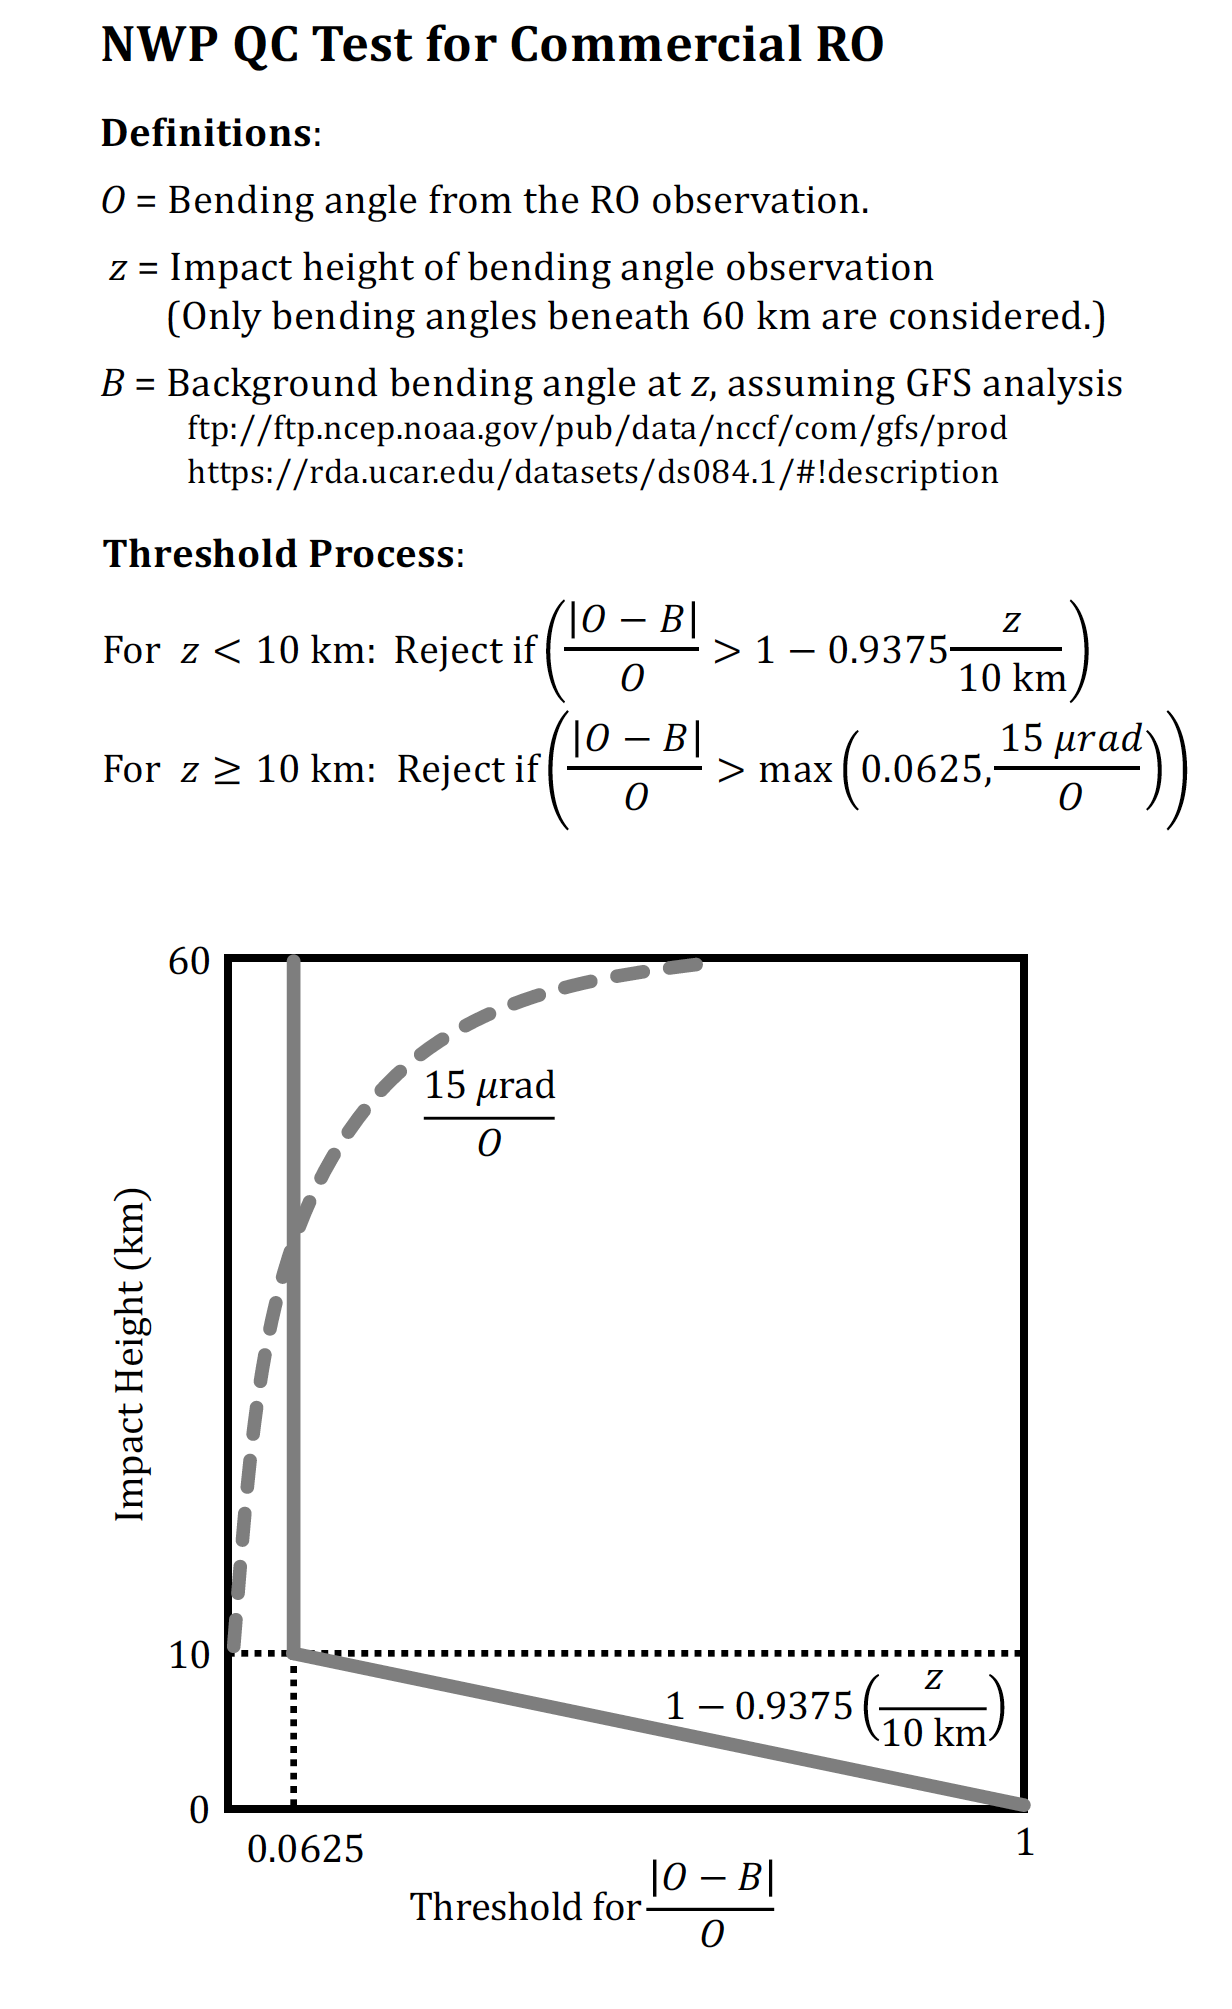 NWP QC Test for Commercial RO
Definitions:
O = Bending angle from the RO observation.
z = Impact height of bending angle observation
(Only bending angles beneath 60 km are considered.)
B = Background bending angle at z, assuming GFS analysis
ftp://ftp.ncep.noaa.gov/pub/data/nccf/com/gfs/prod
https://rda.ucar.edu/datasets/ds084.1/#!description
Threshold Process:
For z < 10 km: Reject if (|O − B| / O > 1 − 0.9375 z / 10 km)
For z ≥ 10 km: Reject if (|O − B| / O > max (0.0625, 15 μrad / O))
60
15 μrad / O
Impact Height (km)
10
1 − 0.9375 (z / 10 km)
0
0.0625
1
Threshold for |O − B| / O